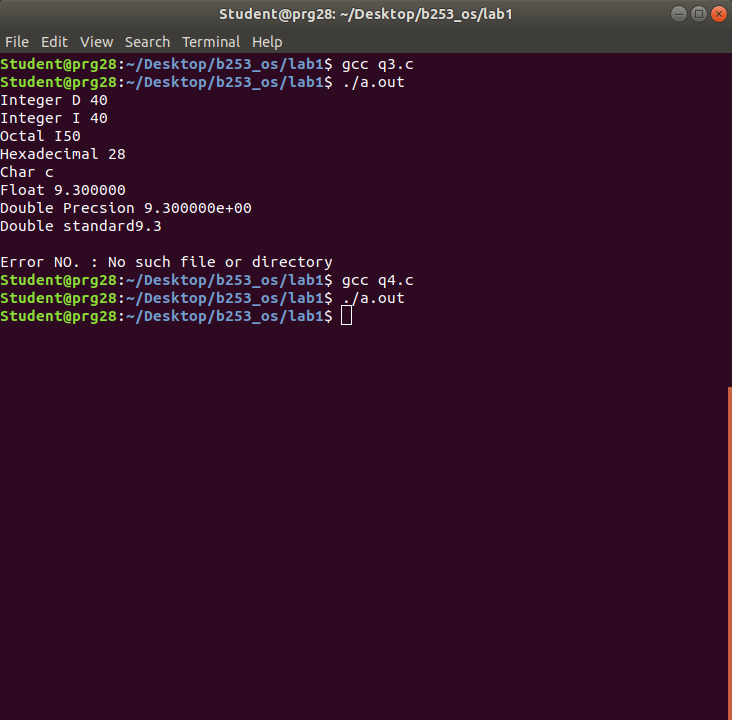 Student@prg28: ~/Desktop/b253_os/lab1
File Edit View Search Terminal Help
Student@prg28:~/Desktop/b253_os/lab1$ gcc q3.c
Student@prg28:~/Desktop/b253_os/lab1$ ./a.out
Integer D 40
Integer I 40
Octal I50
Hexadecimal 28
Char c
Float 9.300000
Double Precsion 9.300000e+00
Double standard9.3
Error NO. : No such file or directory
Student@prg28:~/Desktop/b253_os/lab1$ gcc q4.c
Student@prg28:~/Desktop/b253_os/lab1$ ./a.out
Student@prg28:~/Desktop/b253_os/lab1$